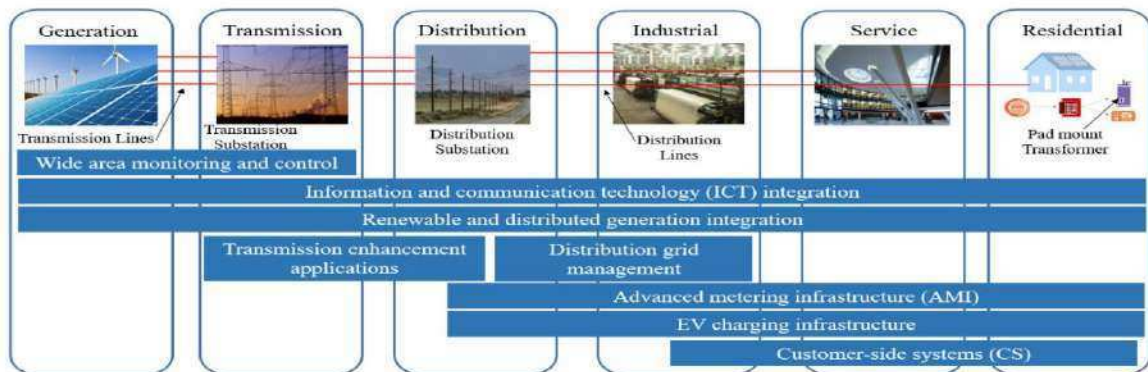 Generation
Transmission
Distribution
Industrial
Service
Residential
Transmission Lines
Transmission
Substation
Distribution
Substation
Distribution
Lines
Pad mount
Transformer
Wide area monitoring and control
Information and communication technology (ICT) integration
Renewable and distributed generation integration
Transmission enhancement
applications
Distribution grid
management
Advanced metering infrastructure (AMI)
EV charging infrastructure
Customer-side systems (CS)